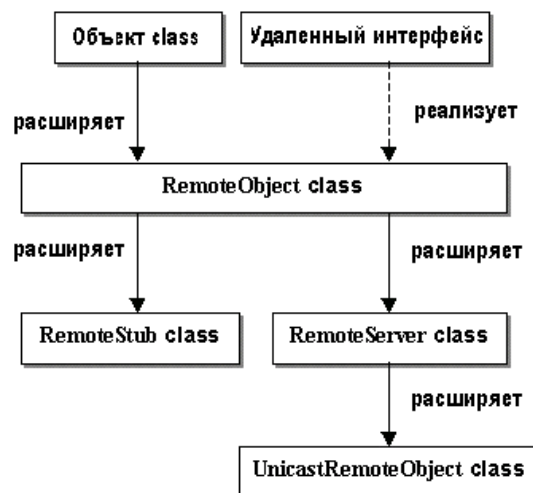 Объект class
Удаленный интерфейс
расширяет
реализует
RemoteObject class
расширяет
расширяет
RemoteStub class
RemoteServer class
расширяет
UnicastRemoteObject class